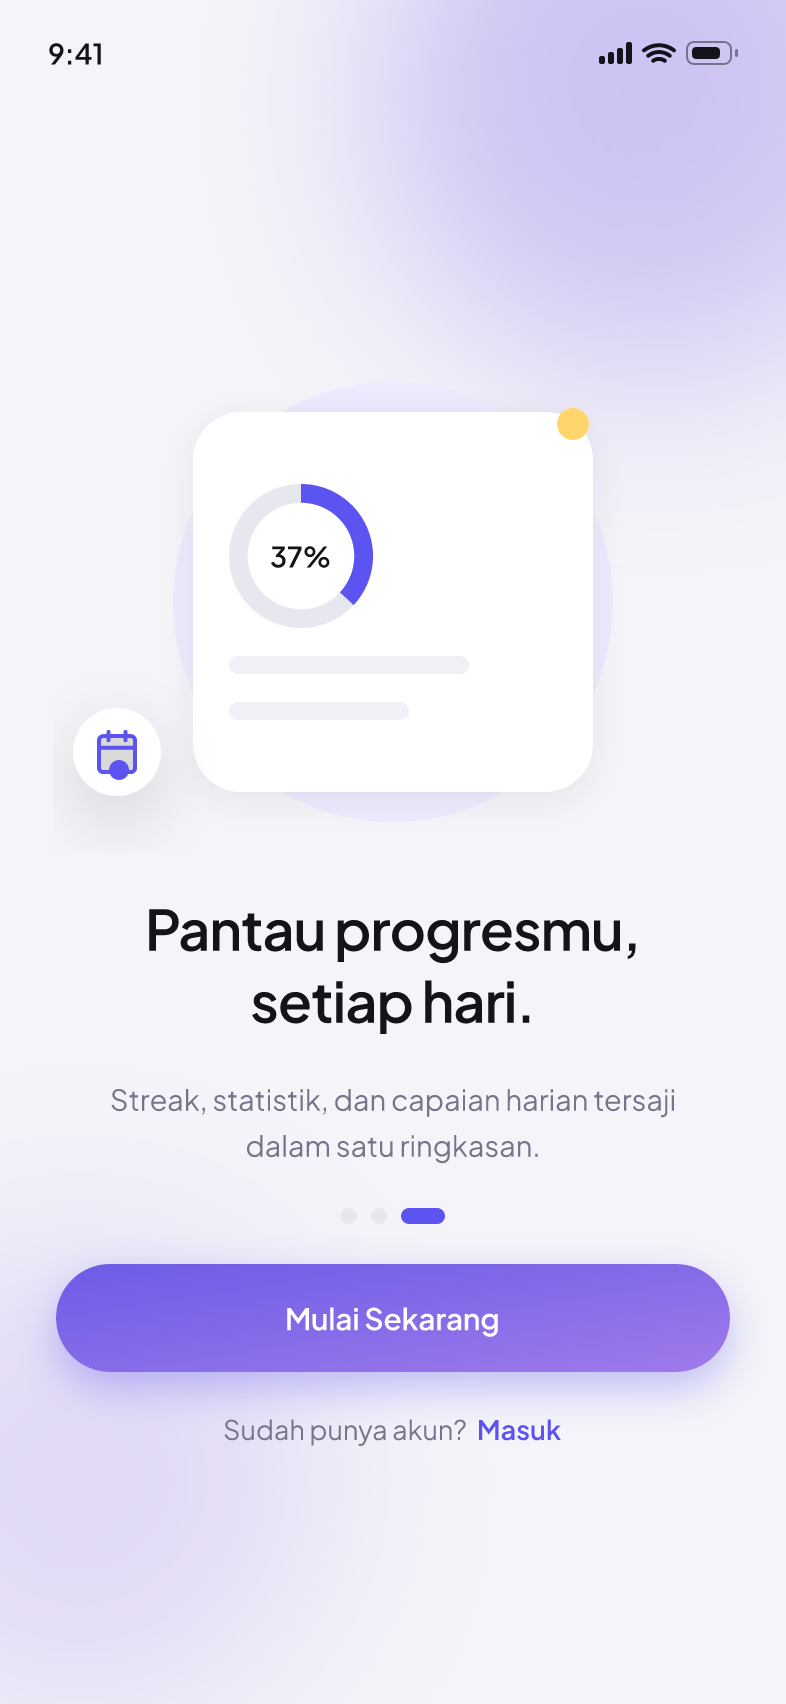 9:41
37%
Pantau progresmu,
setiap hari.
Streak, statistik, dan capaian harian tersaji
dalam satu ringkasan.
Mulai Sekarang
Sudah punya akun? Masuk